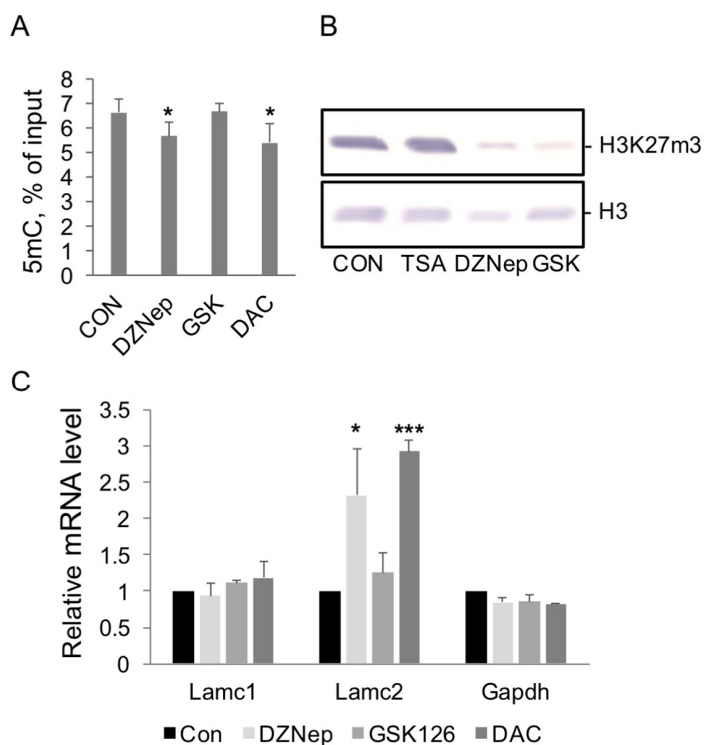 A
5mC, % of input
8
7
6
5
4
3
2
1
0
* *
CON DZNep GSK DAC
B
H3K27m3
H3
CON TSA DZNep GSK
C
Relative mRNA level
3.5
3
2.5
2
1.5
1
0.5
0
* ***
Lamc1 Lamc2 Gapdh
Con DZNep GSK126 DAC